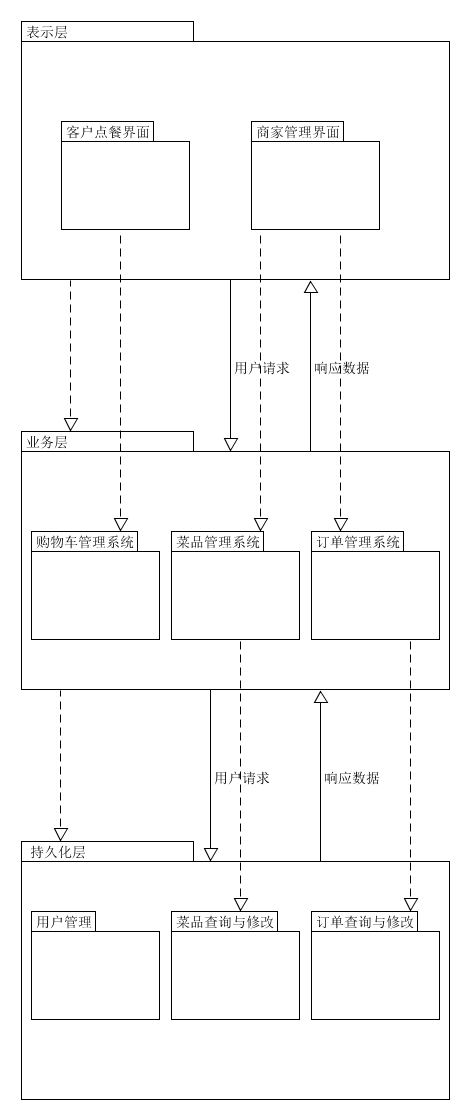 表示层
客户点餐界面
商家管理界面
用户请求
响应数据
业务层
购物车管理系统
菜品管理系统
订单管理系统
用户请求
响应数据
持久化层
用户管理
菜品查询与修改
订单查询与修改